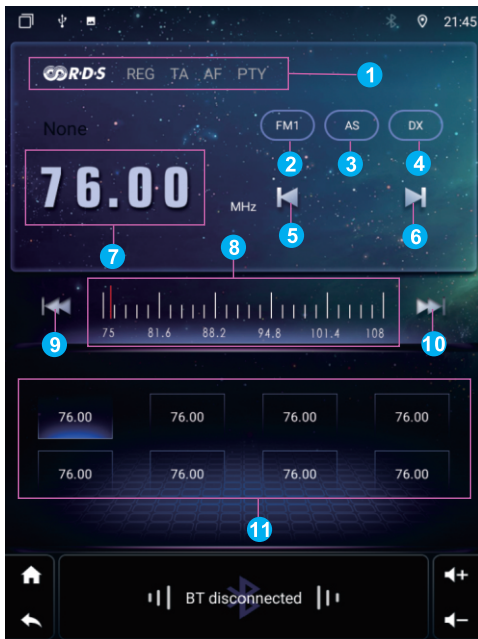 21:45
R·D·S REG TA AF PTY 1
None
FM1 AS DX
2 3 4
76.00 MHz
5 6
7 8
75 81.6 88.2 94.8 101.4 108
9 10
76.00 76.00 76.00 76.00
76.00 76.00 76.00 76.00
11
BT disconnected